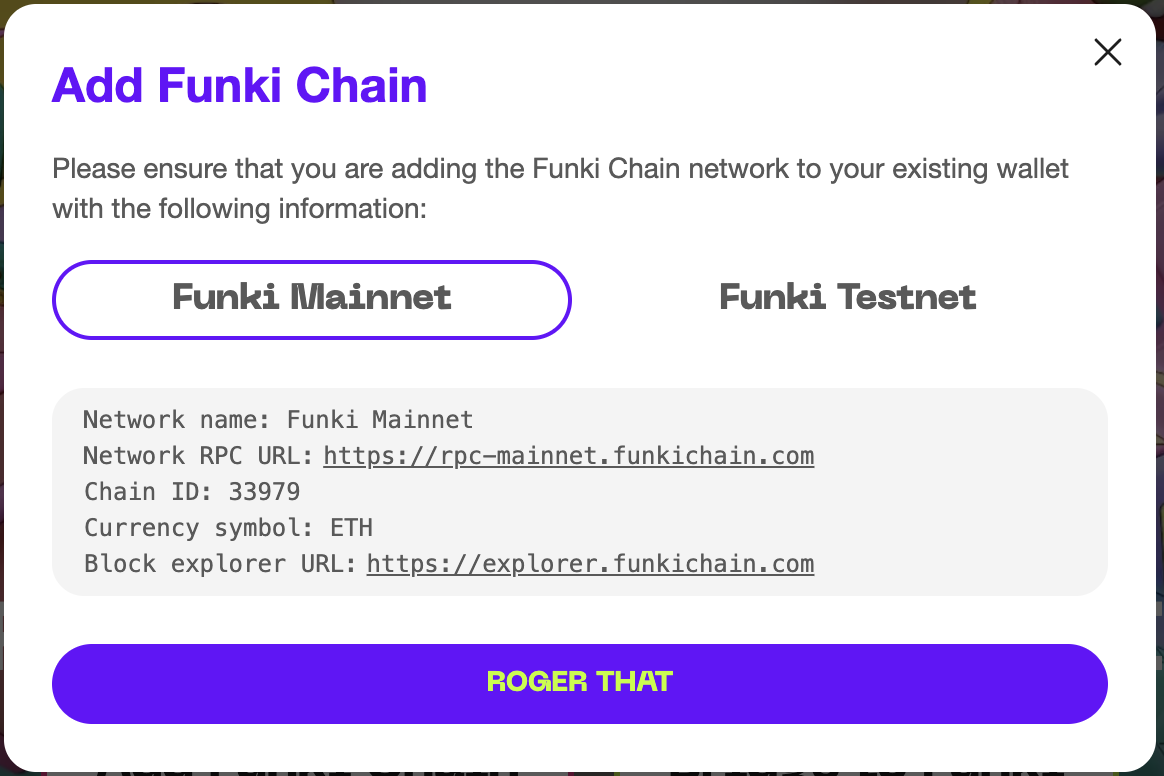 Add Funki Chain
Please ensure that you are adding the Funki Chain network to your existing wallet
with the following information:
Funki Mainnet
Funki Testnet
Network name: Funki Mainnet
Network RPC URL: https://rpc-mainnet.funkichain.com
Chain ID: 33979
Currency symbol: ETH
Block explorer URL: https://explorer.funkichain.com
ROGER THAT